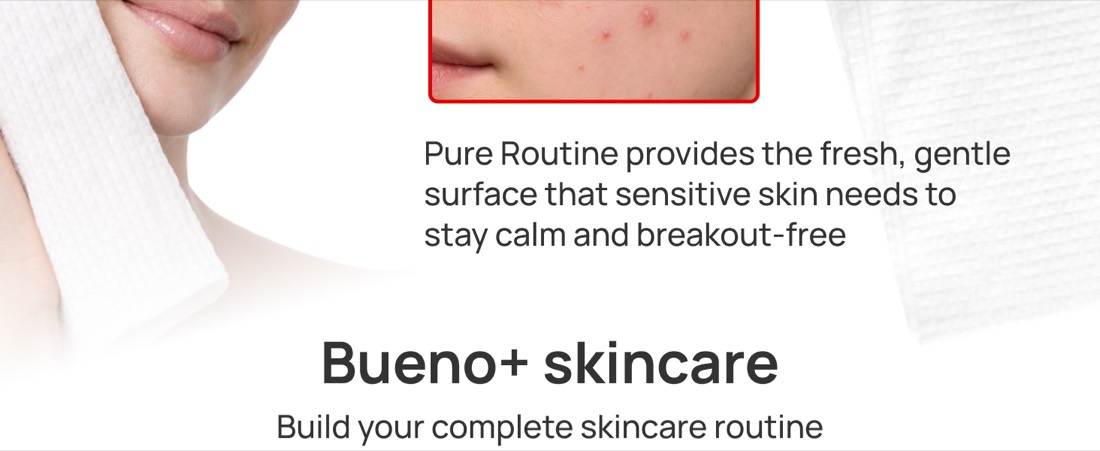 Pure Routine provides the fresh, gentle
surface that sensitive skin needs to
stay calm and breakout-free
Bueno+ skincare
Build your complete skincare routine